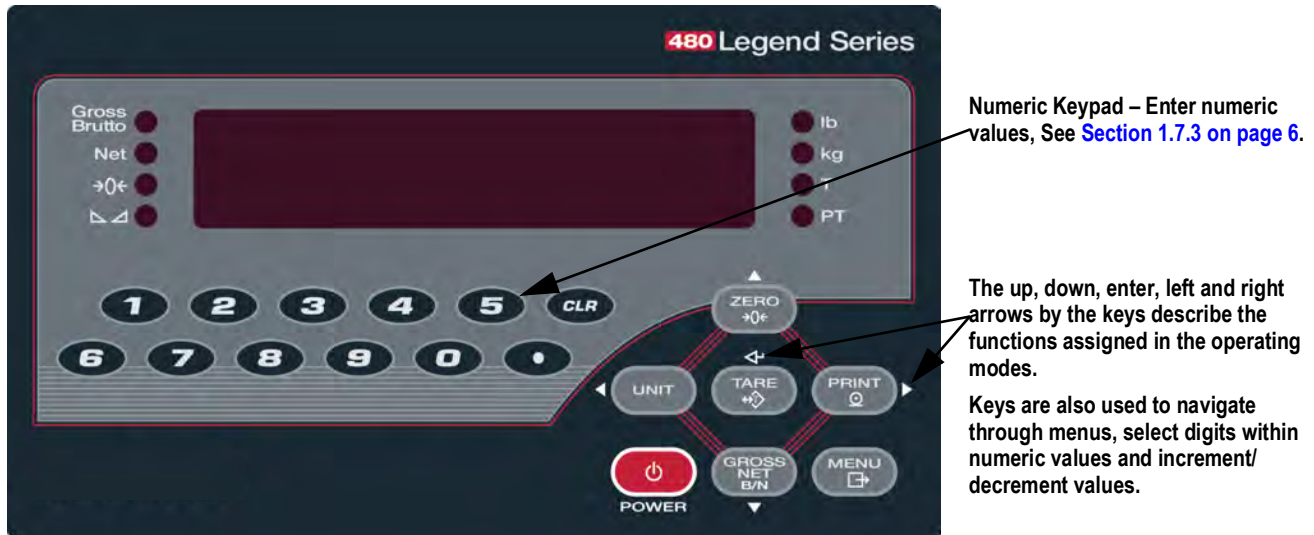 480 Legend Series
Gross
Brutto
Net
→0←
lb
kg
T
PT
1 2 3 4 5 CLR
6 7 8 9 0 •
ZERO
→0←
UNIT
TARE
PRINT
GROSS
NET
B/N
MENU
POWER
Numeric Keypad – Enter numeric
values, See Section 1.7.3 on page 6.
The up, down, enter, left and right
arrows by the keys describe the
functions assigned in the operating
modes.
Keys are also used to navigate
through menus, select digits within
numeric values and increment/
decrement values.